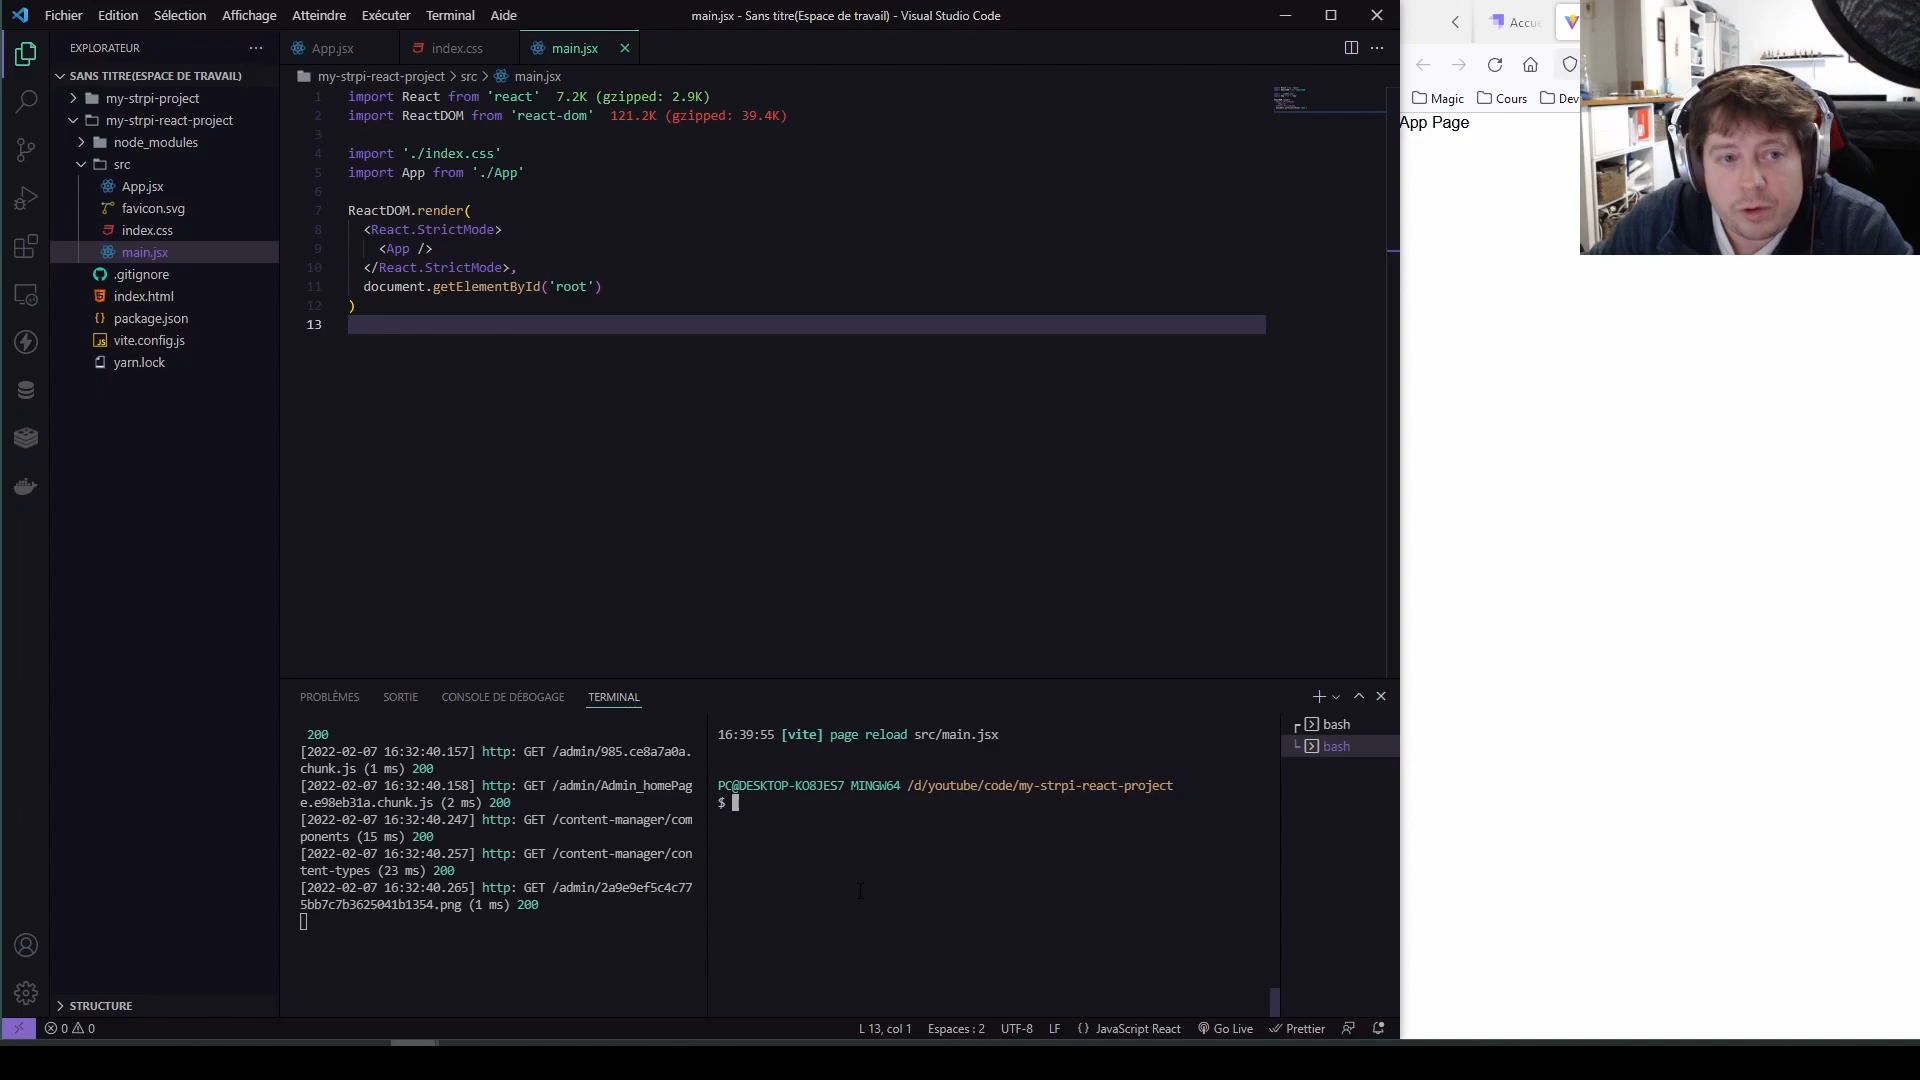 Fichier Edition Sélection Affichage Atteindre Exécuter Terminal Aide
main.jsx - Sans titre(Espace de travail) - Visual Studio Code
EXPLORATEUR
SANS TITRE(ESPACE DE TRAVAIL)
my-strpi-project
my-strpi-react-project
node_modules
src
App.jsx
favicon.svg
index.css
main.jsx
.gitignore
index.html
package.json
vite.config.js
yarn.lock
STRUCTURE
App.jsx index.css main.jsx
my-strpi-react-project > src > main.jsx
1 import React from 'react' 7.2K (gzipped: 2.9K)
2 import ReactDOM from 'react-dom' 121.2K (gzipped: 39.4K)
3
4 import './index.css'
5 import App from './App'
6
7 ReactDOM.render(
8 <React.StrictMode>
9 <App />
10 </React.StrictMode>,
11 document.getElementById('root')
12 )
13
PROBLÈMES SORTIE CONSOLE DE DÉBOGAGE TERMINAL
200
[2022-02-07 16:32:40.157] http: GET /admin/985.ce8a7a0a.
chunk.js (1 ms) 200
[2022-02-07 16:32:40.158] http: GET /admin/Admin_homePag
e.e98eb31a.chunk.js (2 ms) 200
[2022-02-07 16:32:40.247] http: GET /content-manager/com
ponents (15 ms) 200
[2022-02-07 16:32:40.257] http: GET /content-manager/con
tent-types (23 ms) 200
[2022-02-07 16:32:40.265] http: GET /admin/2a9e9ef5c4c77
5bb7c7b3625041b1354.png (1 ms) 200
16:39:55 [vite] page reload src/main.jsx
PC@DESKTOP-KO8JES7 MINGW64 /d/youtube/code/my-strpi-react-project
$
bash
bash
0 0
L 13, col 1 Espaces : 2 UTF-8 LF {} JavaScript React Go Live Prettier
Accue
Magic Cours Dev
App Page